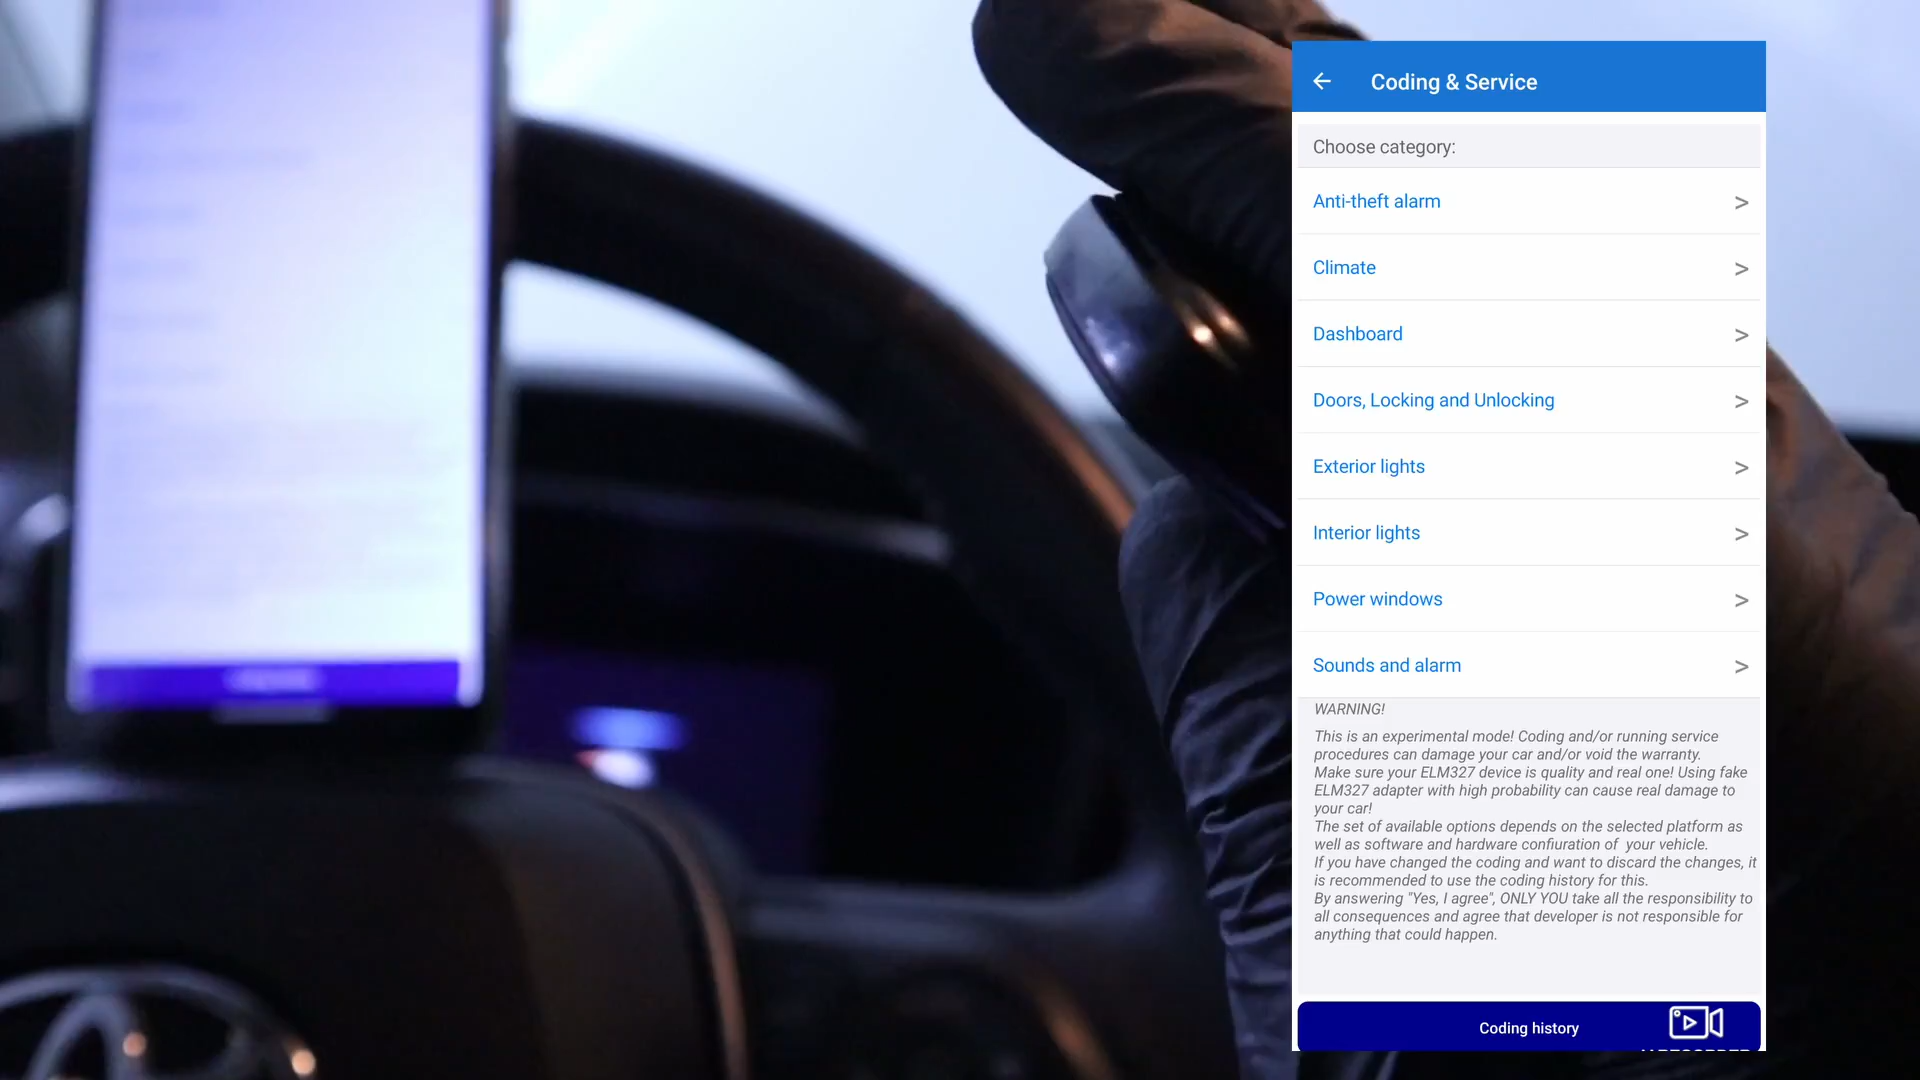 Coding & Service
Choose category:
Anti-theft alarm >
Climate >
Dashboard >
Doors, Locking and Unlocking >
Exterior lights >
Interior lights >
Power windows >
Sounds and alarm >
WARNING!
This is an experimental mode! Coding and/or running service
procedures can damage your car and/or void the warranty.
Make sure your ELM327 device is quality and real one! Using fake
ELM327 adapter with high probability can cause real damage to
your car!
The set of available options depends on the selected platform as
well as software and hardware confiuration of  your vehicle.
If you have changed the coding and want to discard the changes, it
is recommended to use the coding history for this.
By answering "Yes, I agree", ONLY YOU take all the responsibility to
all consequences and agree that developer is not responsible for
anything that could happen.
Coding history